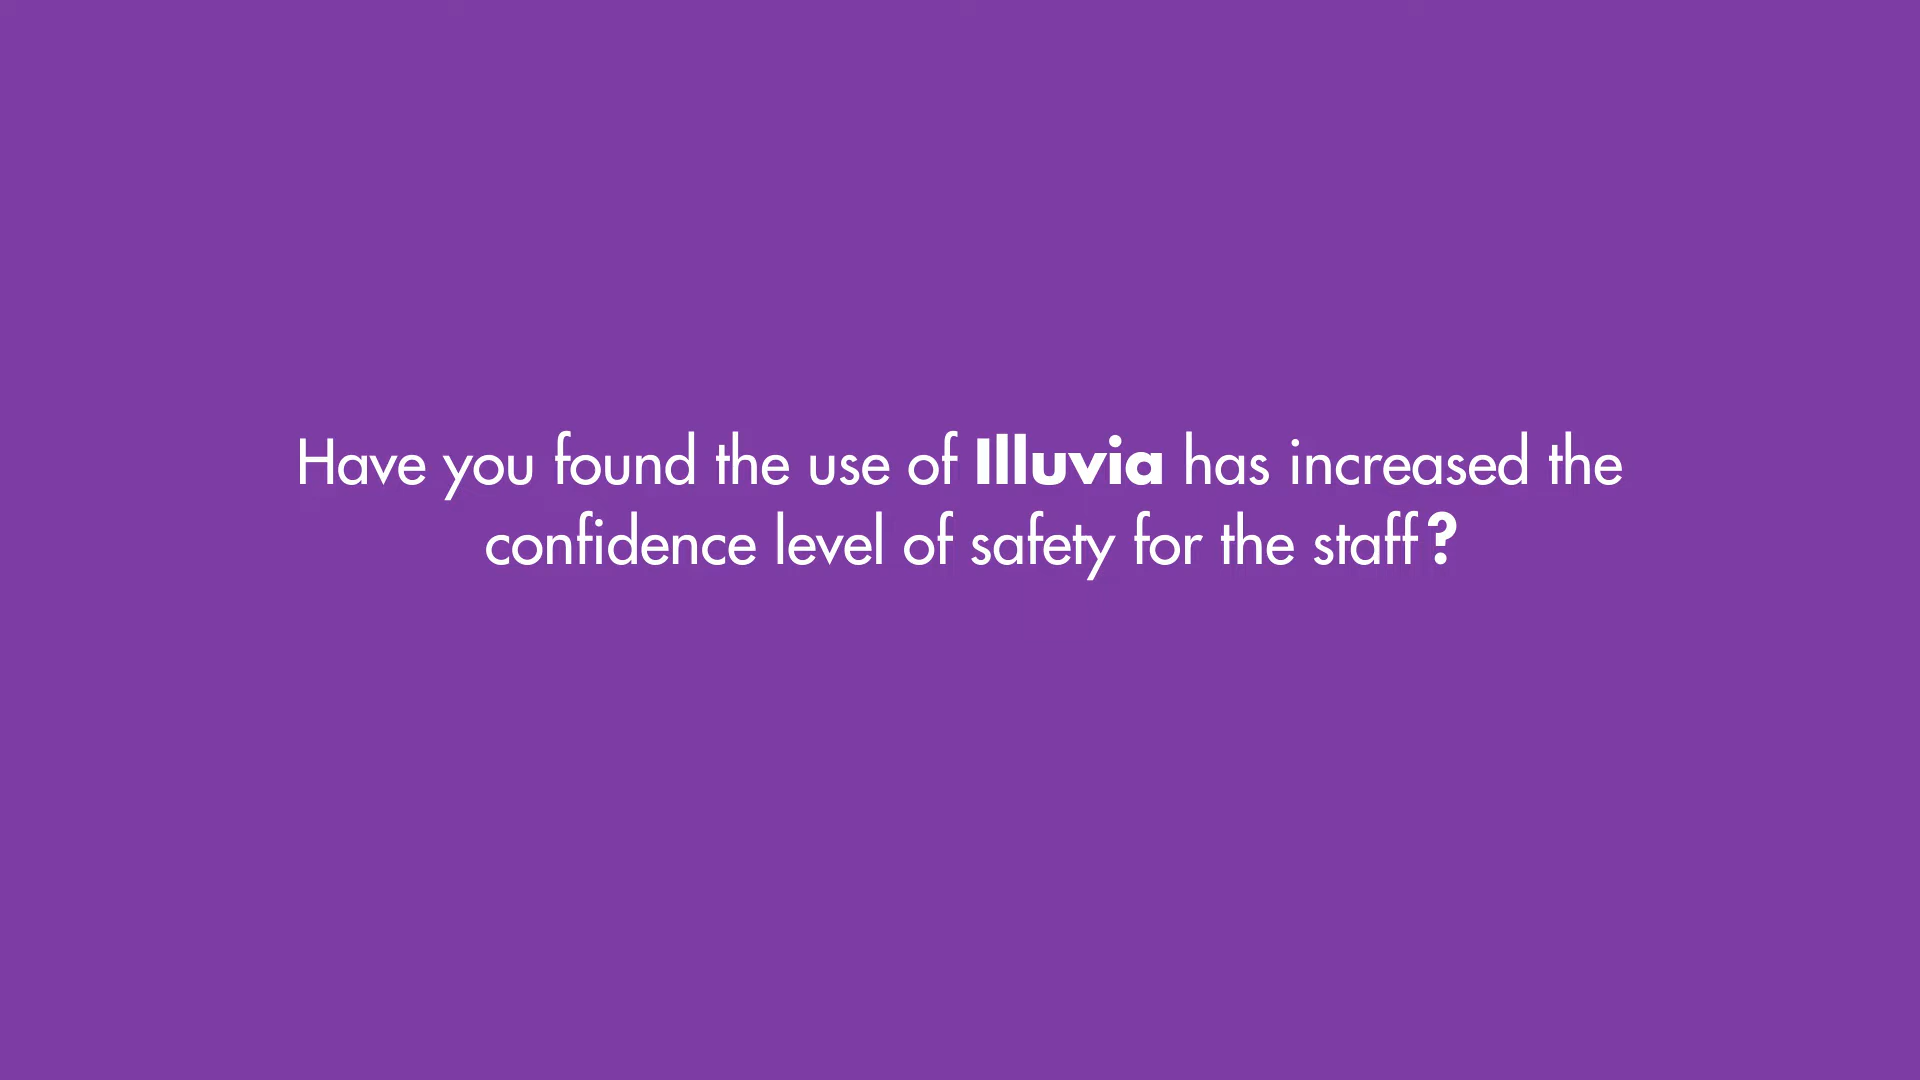 Have you found the use of Illuvia has increased the
confidence level of safety for the staff?